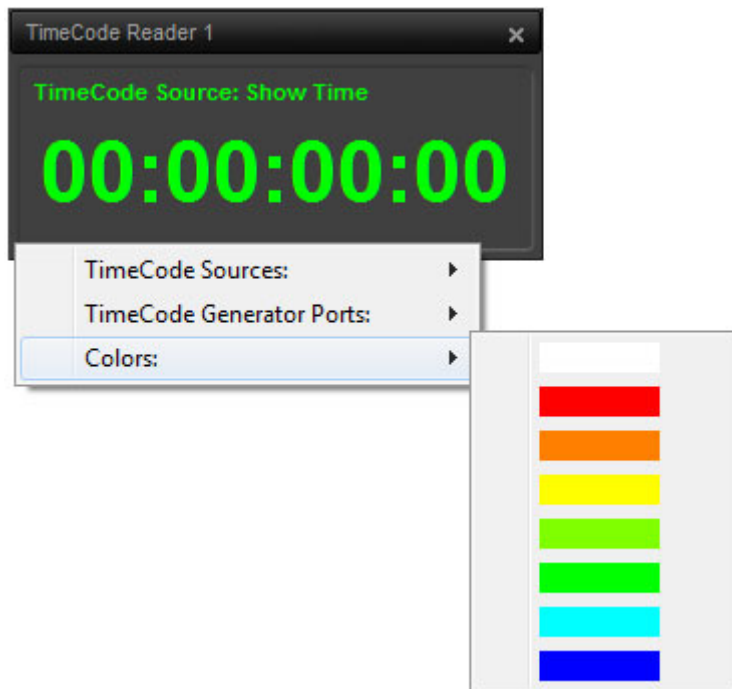 TimeCode Reader 1
TimeCode Source: Show Time
00:00:00:00
TimeCode Sources:
TimeCode Generator Ports:
Colors: